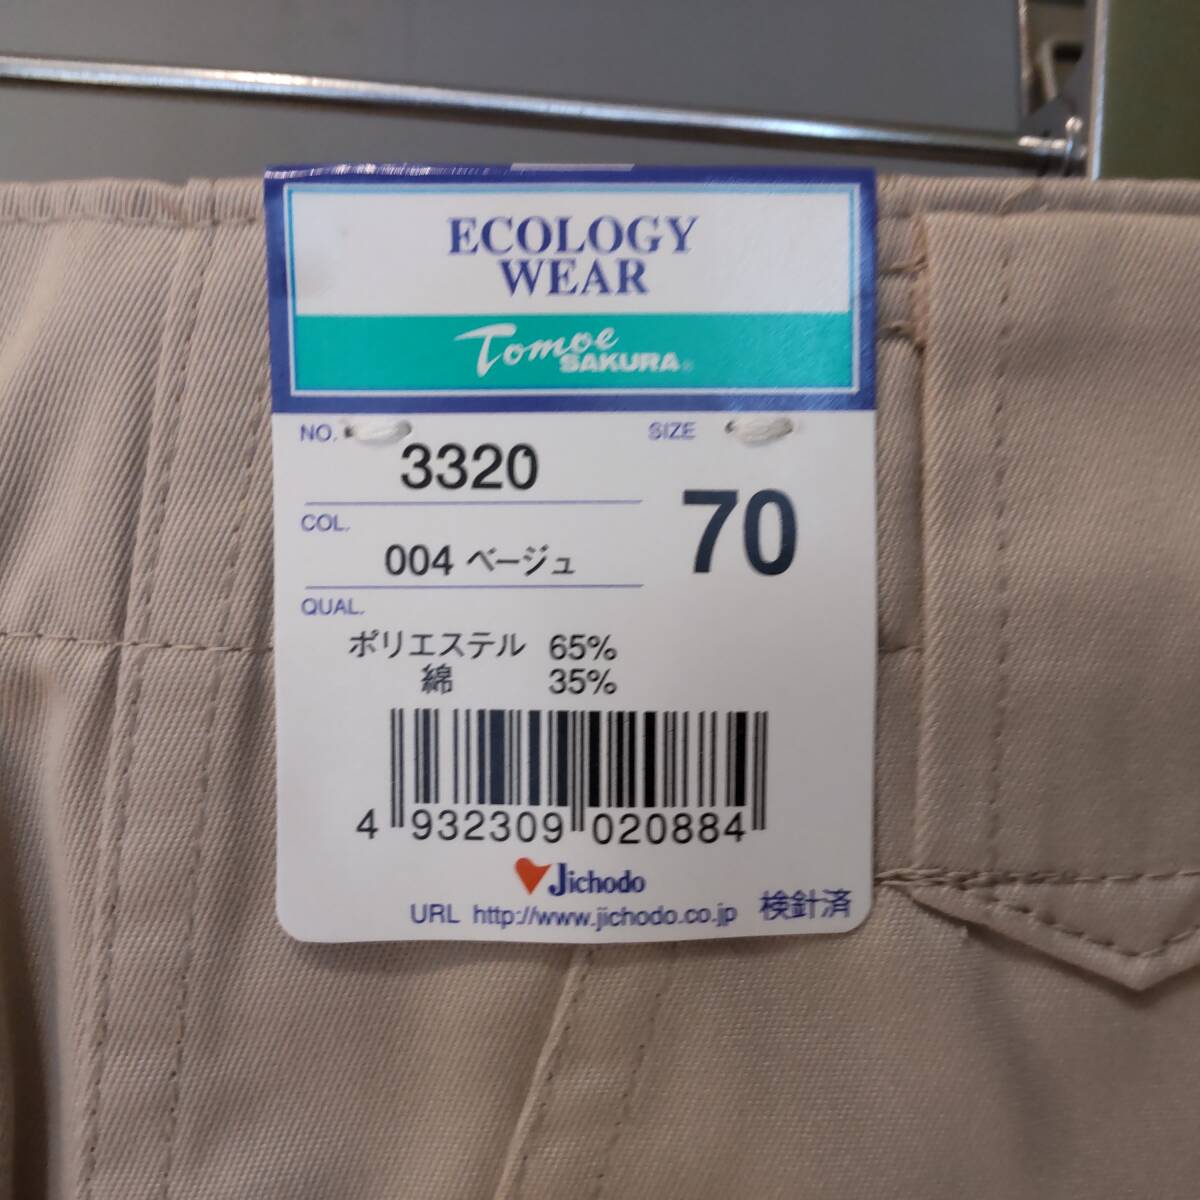 ECOLOGY
WEAR
Tomoe
SAKURA®
NO. 3320
SIZE 70
COL. 004 ベージュ
QUAL.
ポリエステル 65%
綿 35%
4 932309 020884
Jichodo
URL http://www.jichodo.co.jp 検針済